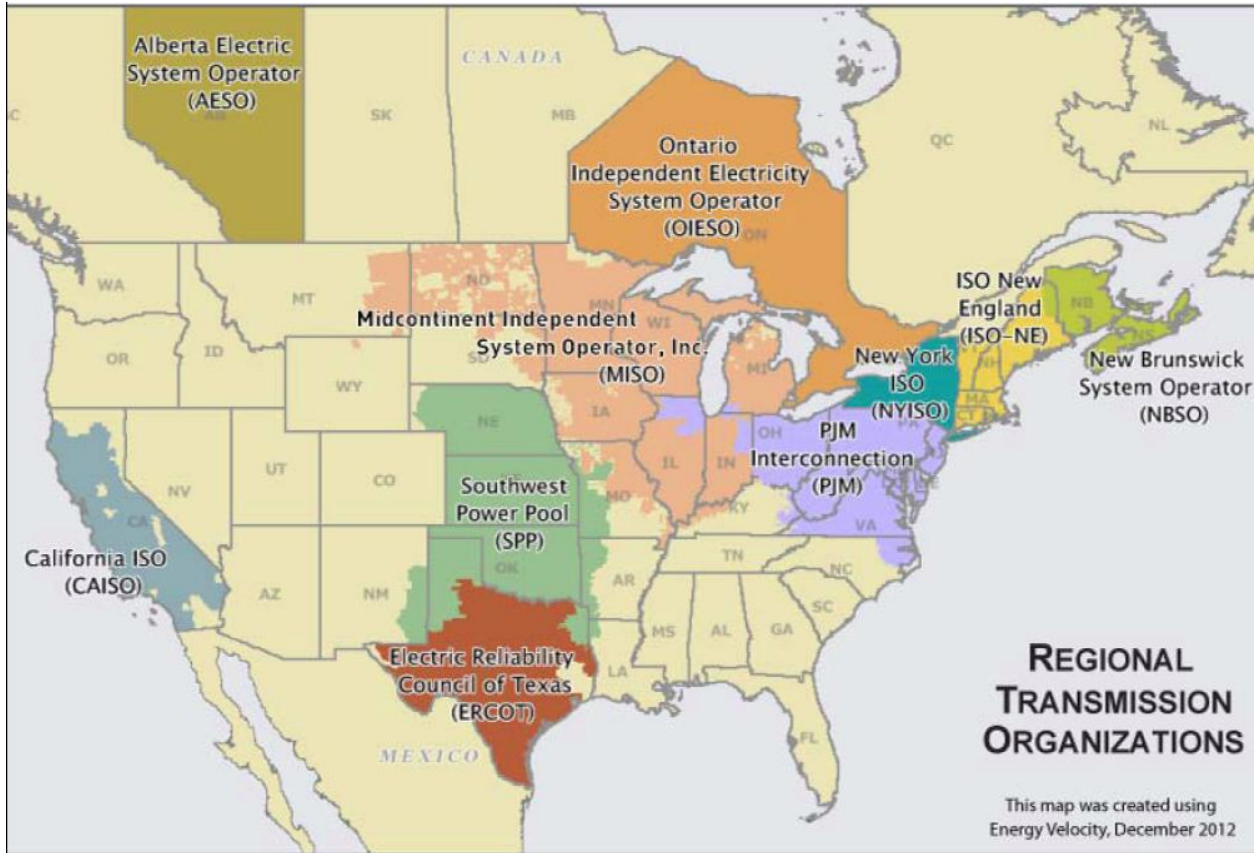 Alberta Electric
System Operator
(AESO)
AB
CANADA
SK
MB
Ontario
Independent Electricity
System Operator
(OIESO)
ON
QC
NL
C
WA
MT
ND
MN
ISO New
England
(ISO-NE)
NB
NS
OR
ID
Midcontinent Independent
System Operator, Inc.
(MISO)
WI
SD
MI
New York
ISO
(NYISO)
NH
MA
CT
New Brunswick
System Operator
(NBSO)
WY
IA
NE
OH
PA
PJM
Interconnection
(PJM)
NV
UT
CO
IL
IN
Southwest
Power Pool
(SPP)
MO
KY
VA
CA
California ISO
(CAISO)
AZ
NM
OK
AR
TN
NC
SC
MS
AL
GA
LA
Electric Reliability
Council of Texas
(ERCOT)
FL
MEXICO
REGIONAL
TRANSMISSION
ORGANIZATIONS
This map was created using
Energy Velocity, December 2012